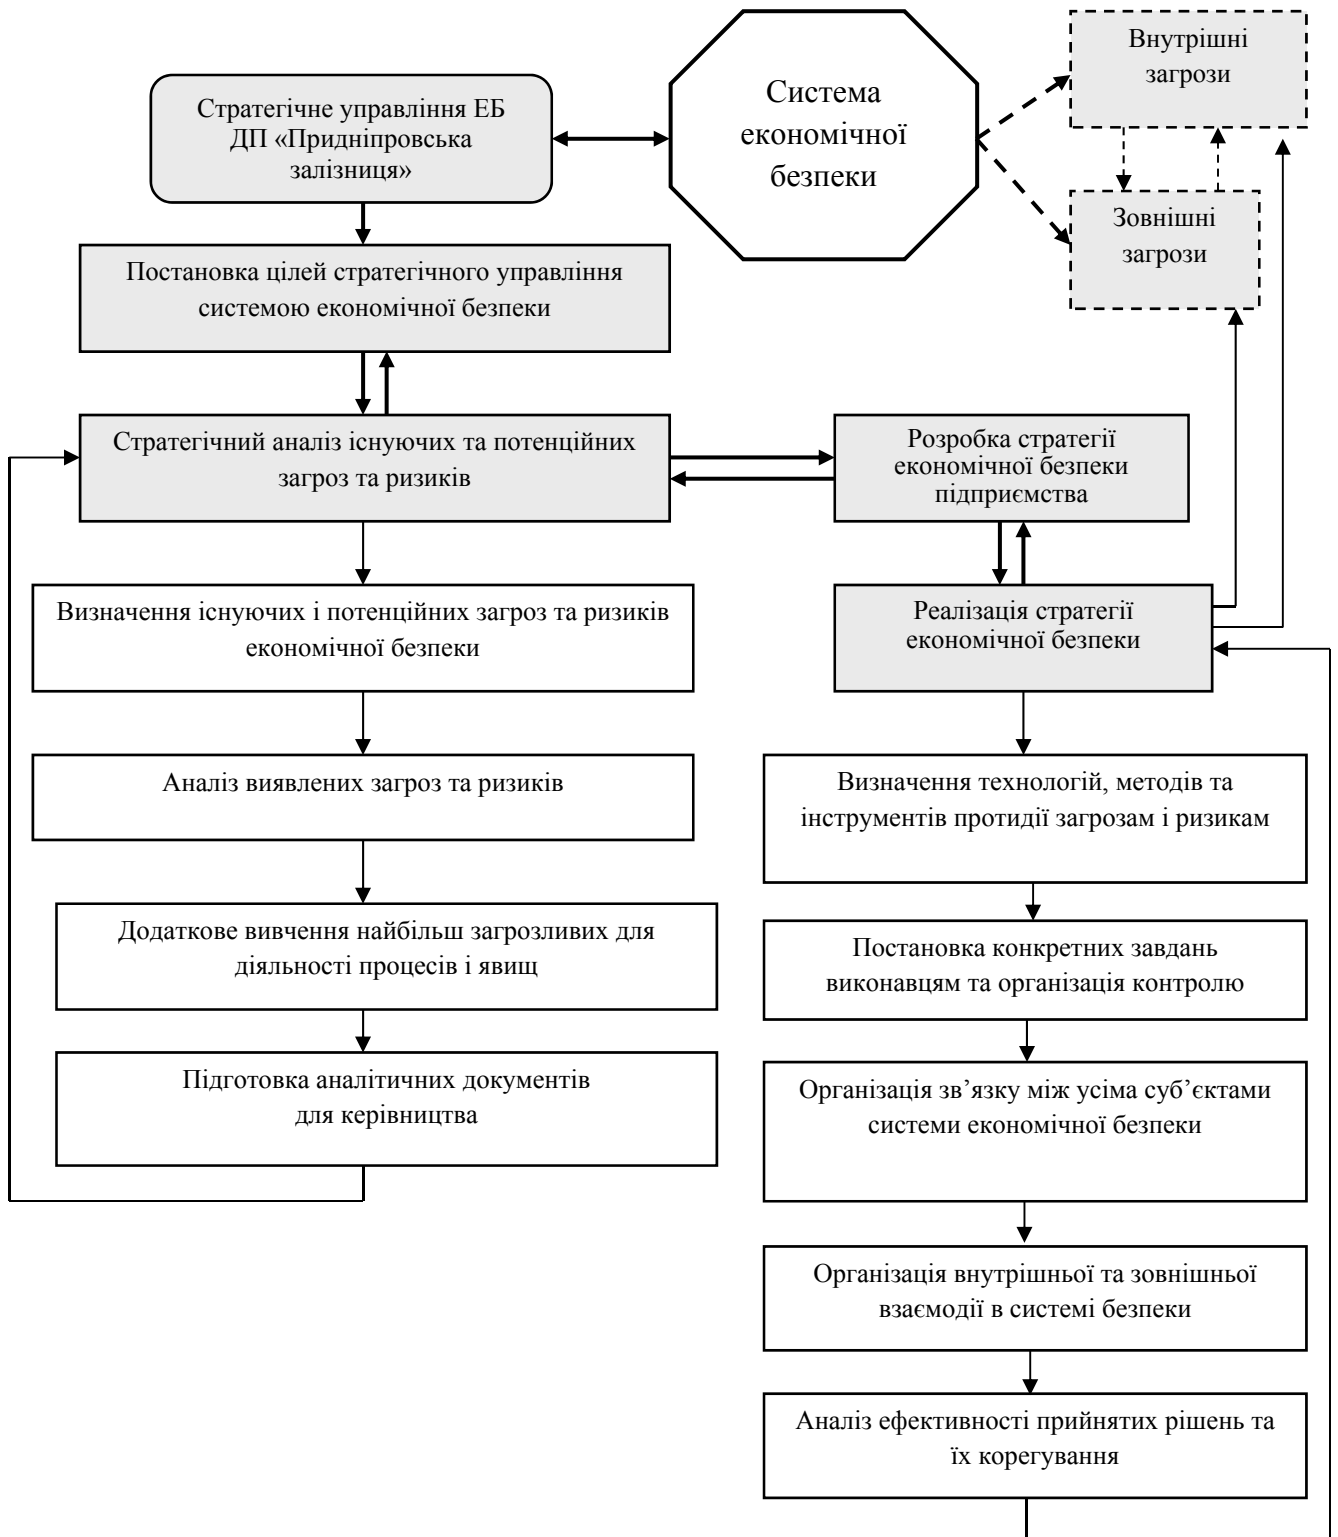 Внутрішні
загрози
Система
економічної
безпеки
Стратегічне управління ЕБ
ДП «Придніпровська
залізниця»
Зовнішні
загрози
Постановка цілей стратегічного управління
системою економічної безпеки
Стратегічний аналіз існуючих та потенційних
загроз та ризиків
Розробка стратегії
економічної безпеки
підприємства
Визначення існуючих і потенційних загроз та ризиків
економічної безпеки
Реалізація стратегії
економічної безпеки
Аналіз виявлених загроз та ризиків
Визначення технологій, методів та
інструментів протидії загрозам і ризикам
Додаткове вивчення найбільш загрозливих для
діяльності процесів і явищ
Постановка конкретних завдань
виконавцям та організація контролю
Підготовка аналітичних документів
для керівництва
Організація зв’язку між усіма суб’єктами
системи економічної безпеки
Організація внутрішньої та зовнішньої
взаємодії в системі безпеки
Аналіз ефективності прийнятих рішень та
їх корегування